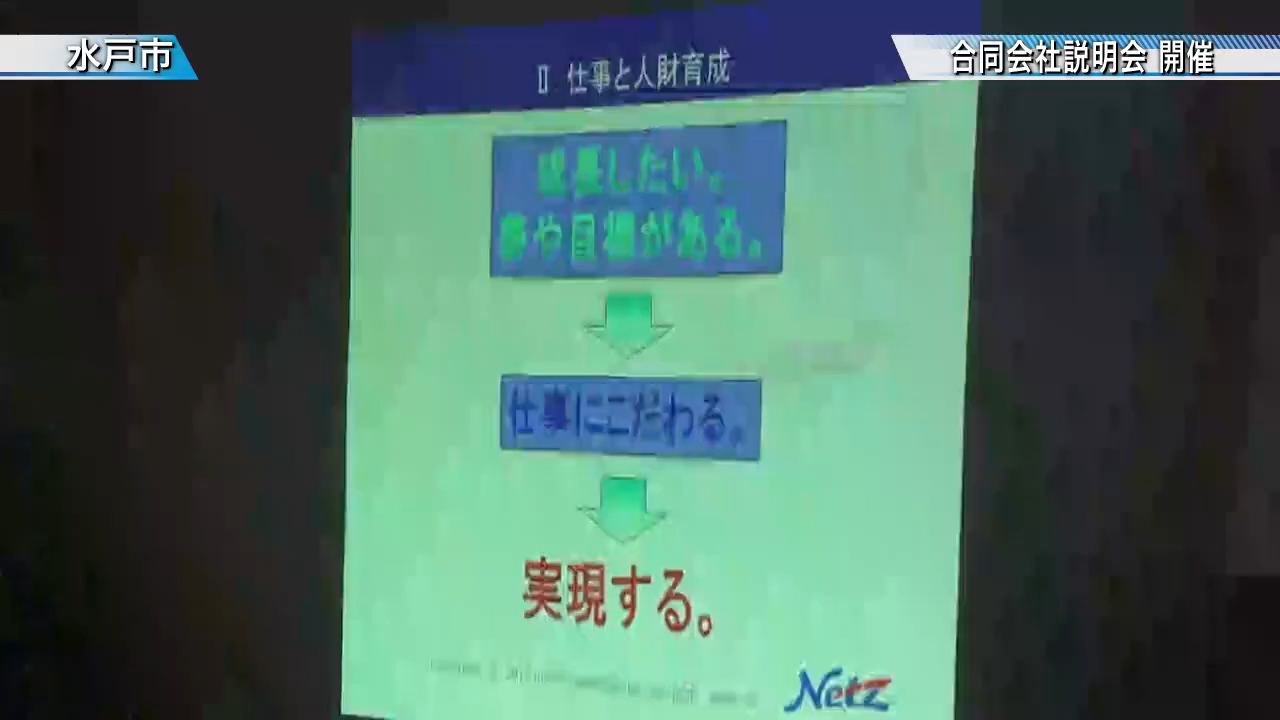 水戸市
合同会社説明会 開催
Ⅱ 仕事と人財育成
成長したい。
夢や目標がある。
仕事にこだわる。
実現する。
Netz